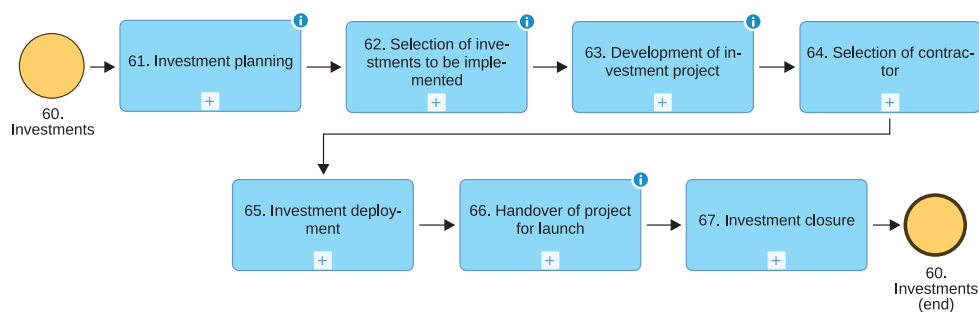 60.
Investments
61. Investment planning
62. Selection of inve-
stments to be imple-
mented
63. Development of in-
vestment project
64. Selection of contrac-
tor
65. Investment deploy-
ment
66. Handover of project
for launch
67. Investment closure
60.
Investments
(end)